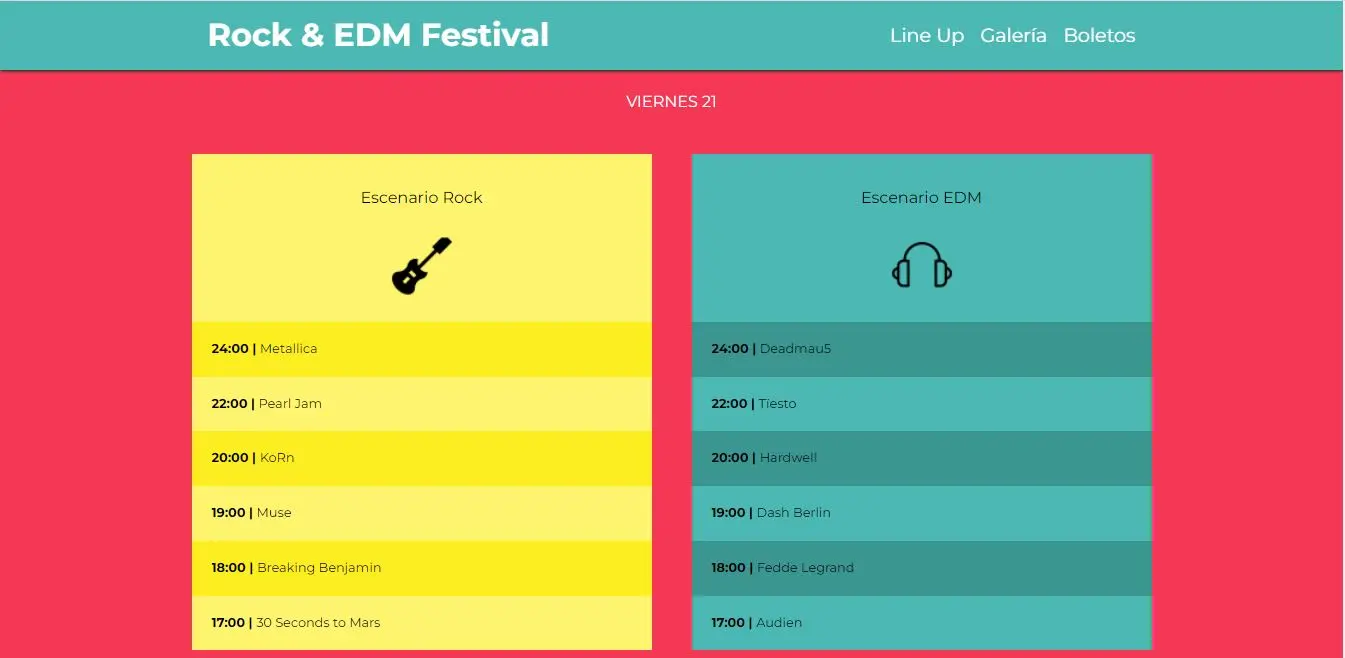 Rock & EDM Festival
Line Up Galería Boletos
VIERNES 21
Escenario Rock
24:00 | Metallica
22:00 | Pearl Jam
20:00 | KoRn
19:00 | Muse
18:00 | Breaking Benjamin
17:00 | 30 Seconds to Mars
Escenario EDM
24:00 | Deadmau5
22:00 | Tïesto
20:00 | Hardwell
19:00 | Dash Berlin
18:00 | Fedde Legrand
17:00 | Audien